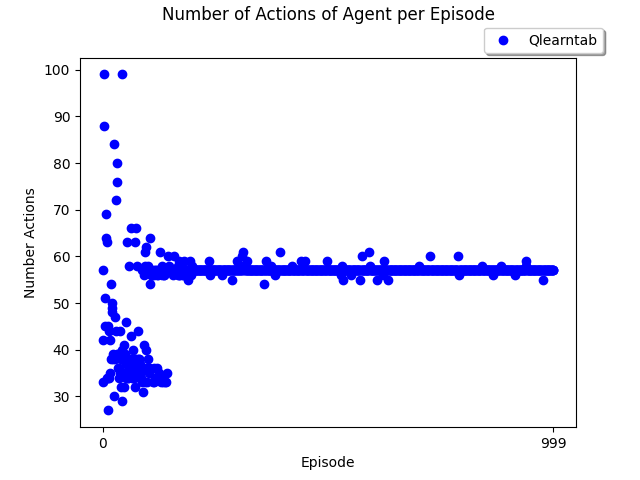 Number of Actions of Agent per Episode
Qlearntab
100
90
80
70
60
50
40
30
Number Actions
0
999
Episode